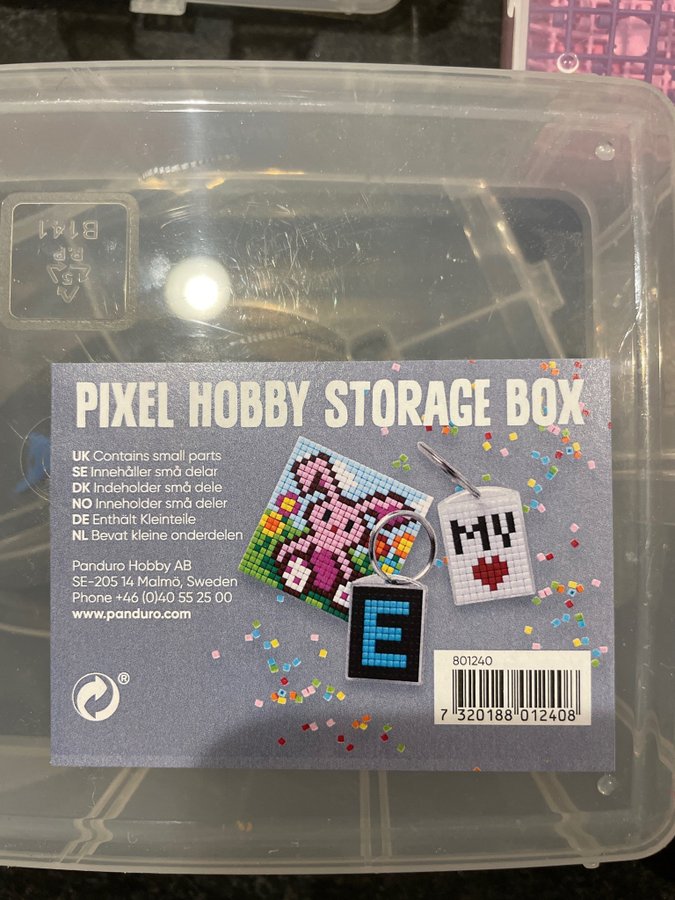 B141
5
P.P
PIXEL HOBBY STORAGE BOX
UK Contains small parts
SE Innehåller små delar
DK Indeholder små dele
NO Inneholder små deler
DE Enthält Kleinteile
NL Bevat kleine onderdelen
Panduro Hobby AB
SE-205 14 Malmö, Sweden
Phone +46 (0)40 55 25 00
www.panduro.com
®
MY
E
801240
7 320188 012408